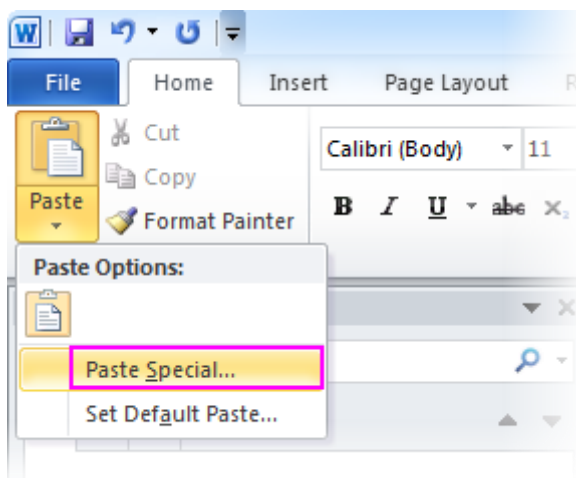 W
File Home Insert Page Layout
Cut
Calibri (Body) 11
Copy
Paste
B I U abc X₂
Format Painter
Paste Options:
Paste Special...
Set Default Paste...